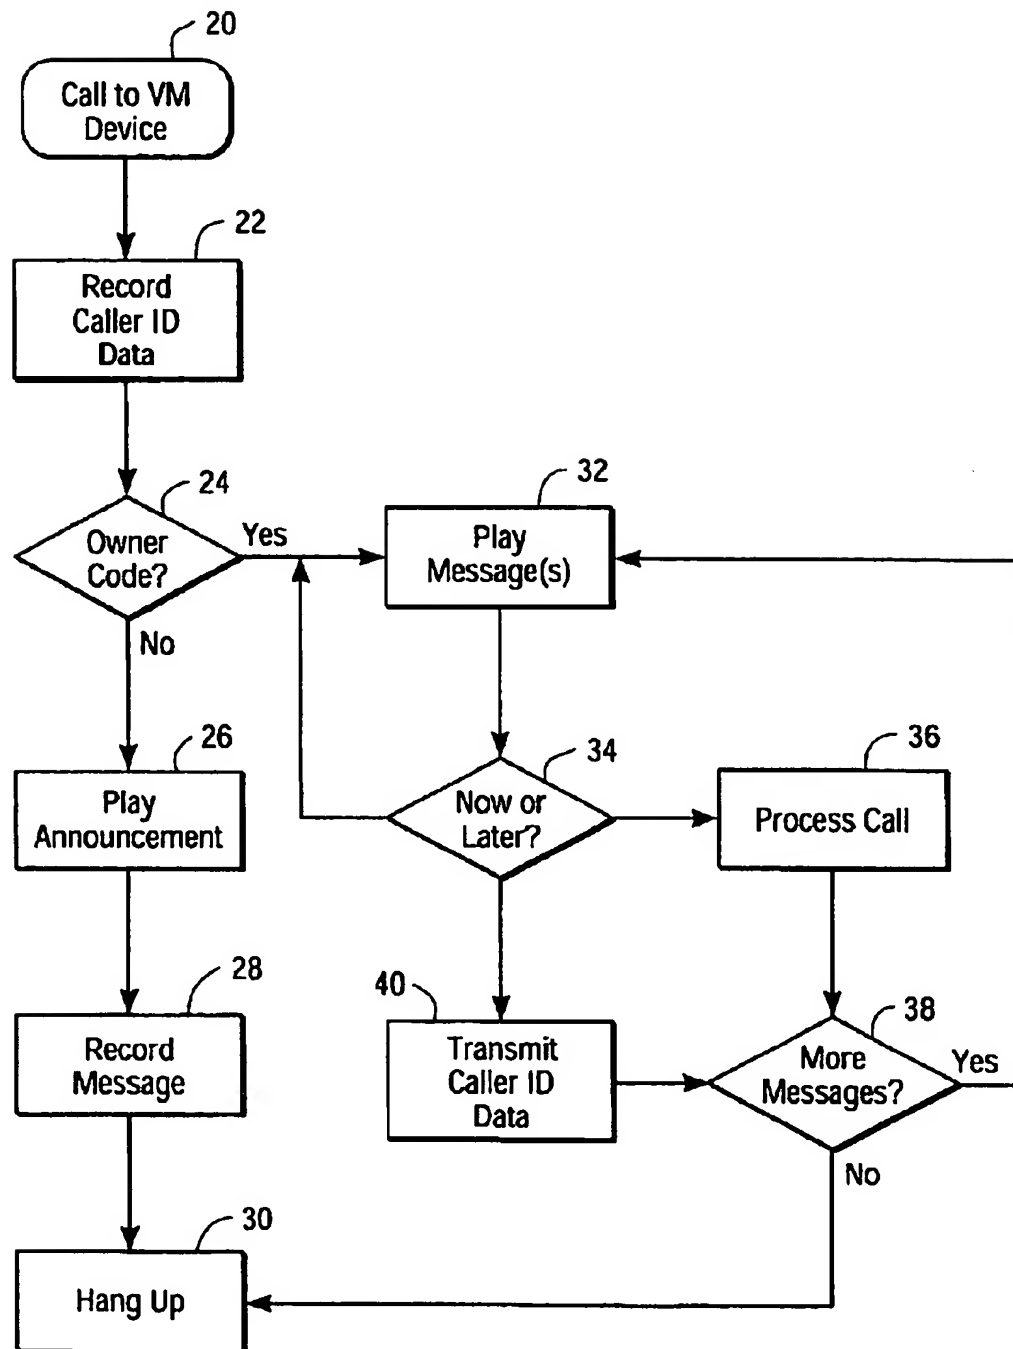 20
Call to VM
Device
22
Record
Caller ID
Data
24
Owner
Code?
Yes
No
32
Play
Message(s)
26
Play
Announcement
34
Now or
Later?
36
Process Call
28
Record
Message
40
Transmit
Caller ID
Data
38
More
Messages?
Yes
No
30
Hang Up